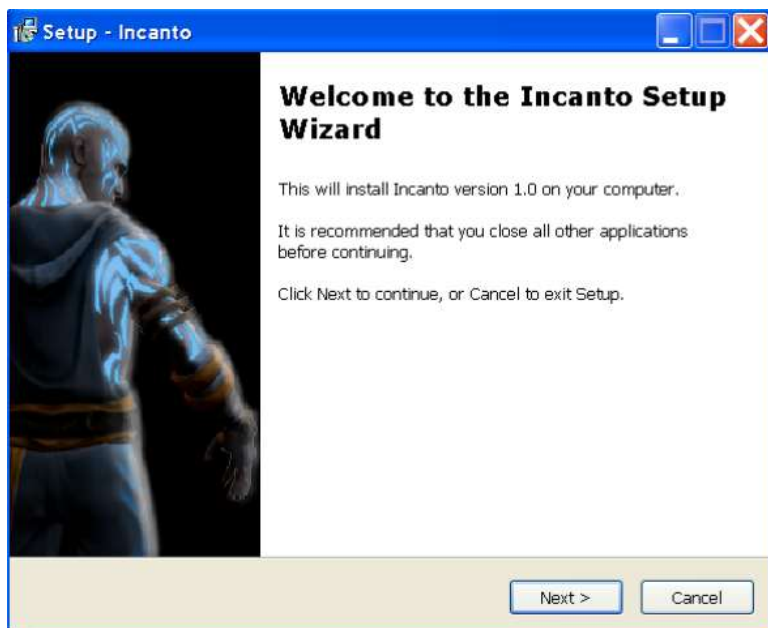 Setup - Incanto
Welcome to the Incanto Setup
Wizard
This will install Incanto version 1.0 on your computer.
It is recommended that you close all other applications
before continuing.
Click Next to continue, or Cancel to exit Setup.
Next >
Cancel